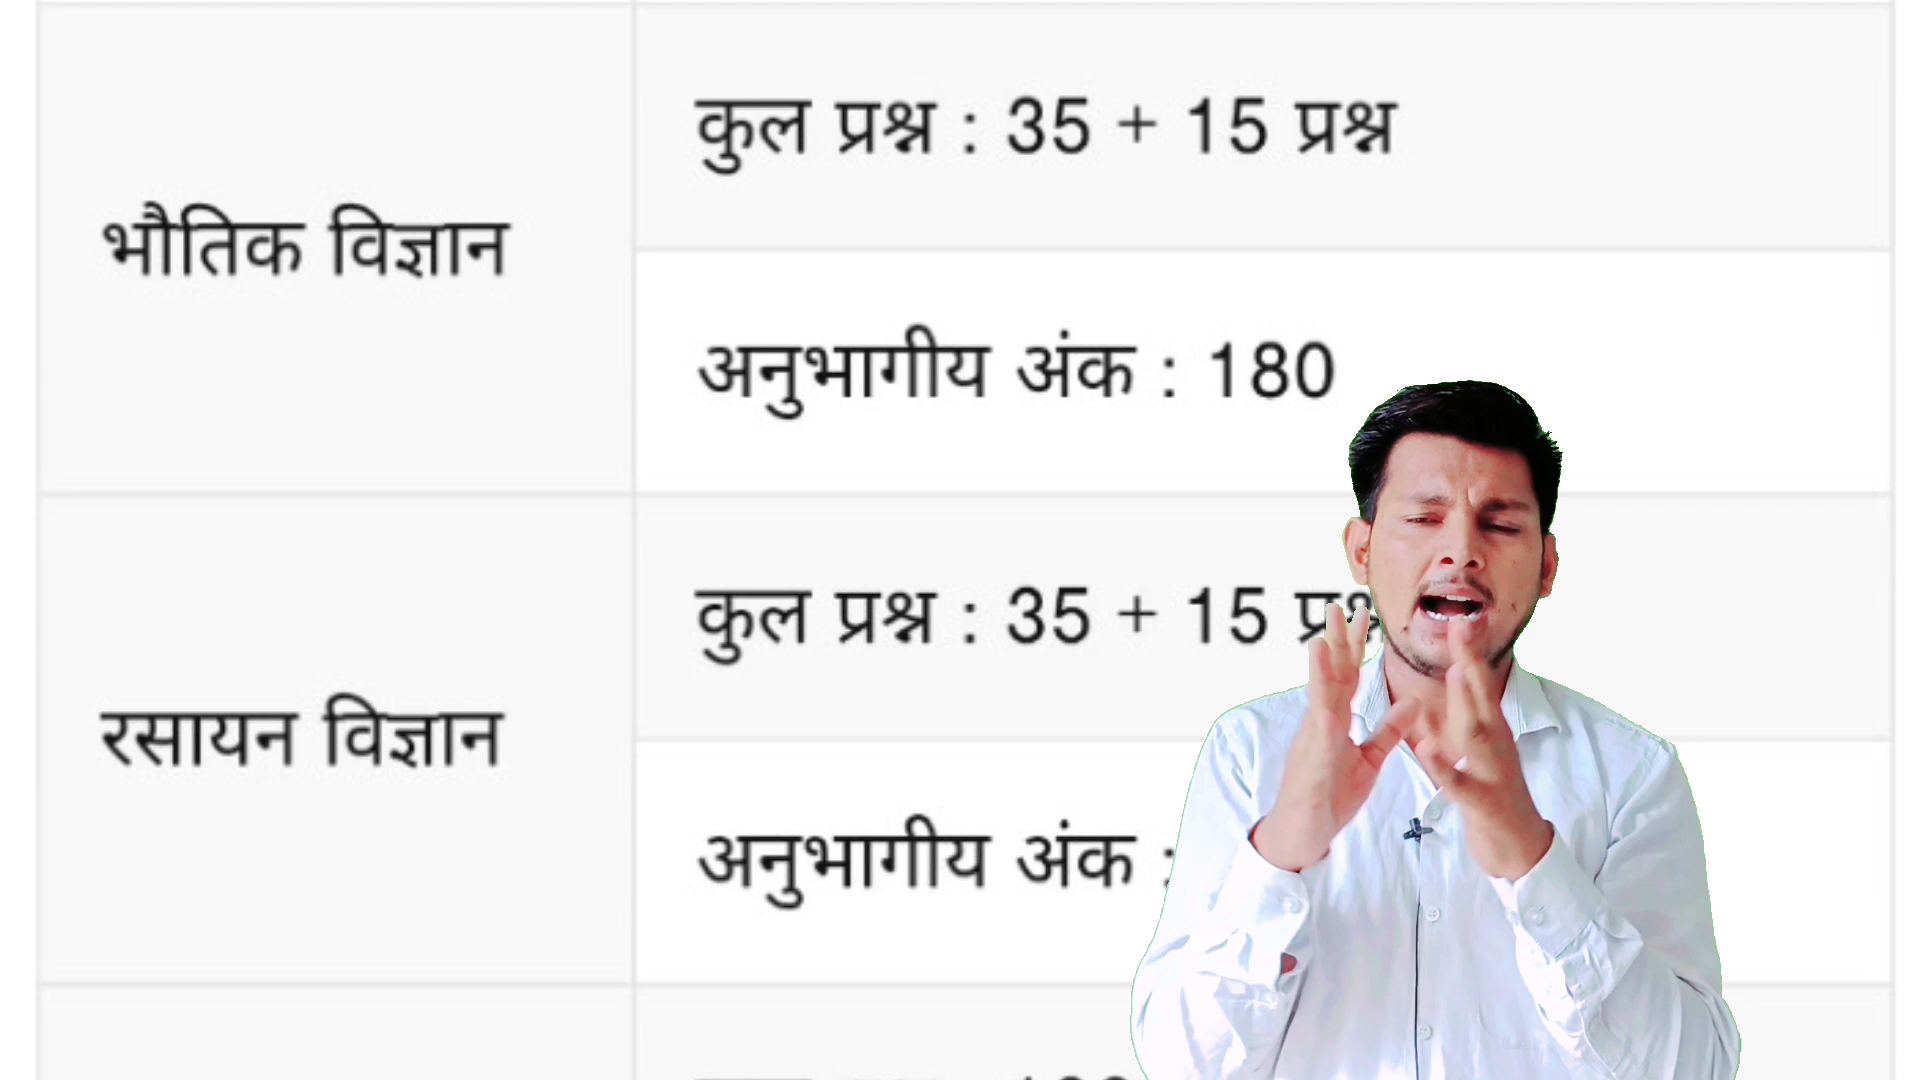 भौतिक विज्ञान
कुल प्रश्न : 35 + 15 प्रश्न
अनुभागीय अंक : 180
रसायन विज्ञान
कुल प्रश्न : 35 + 15
अनुभागीय अंक :